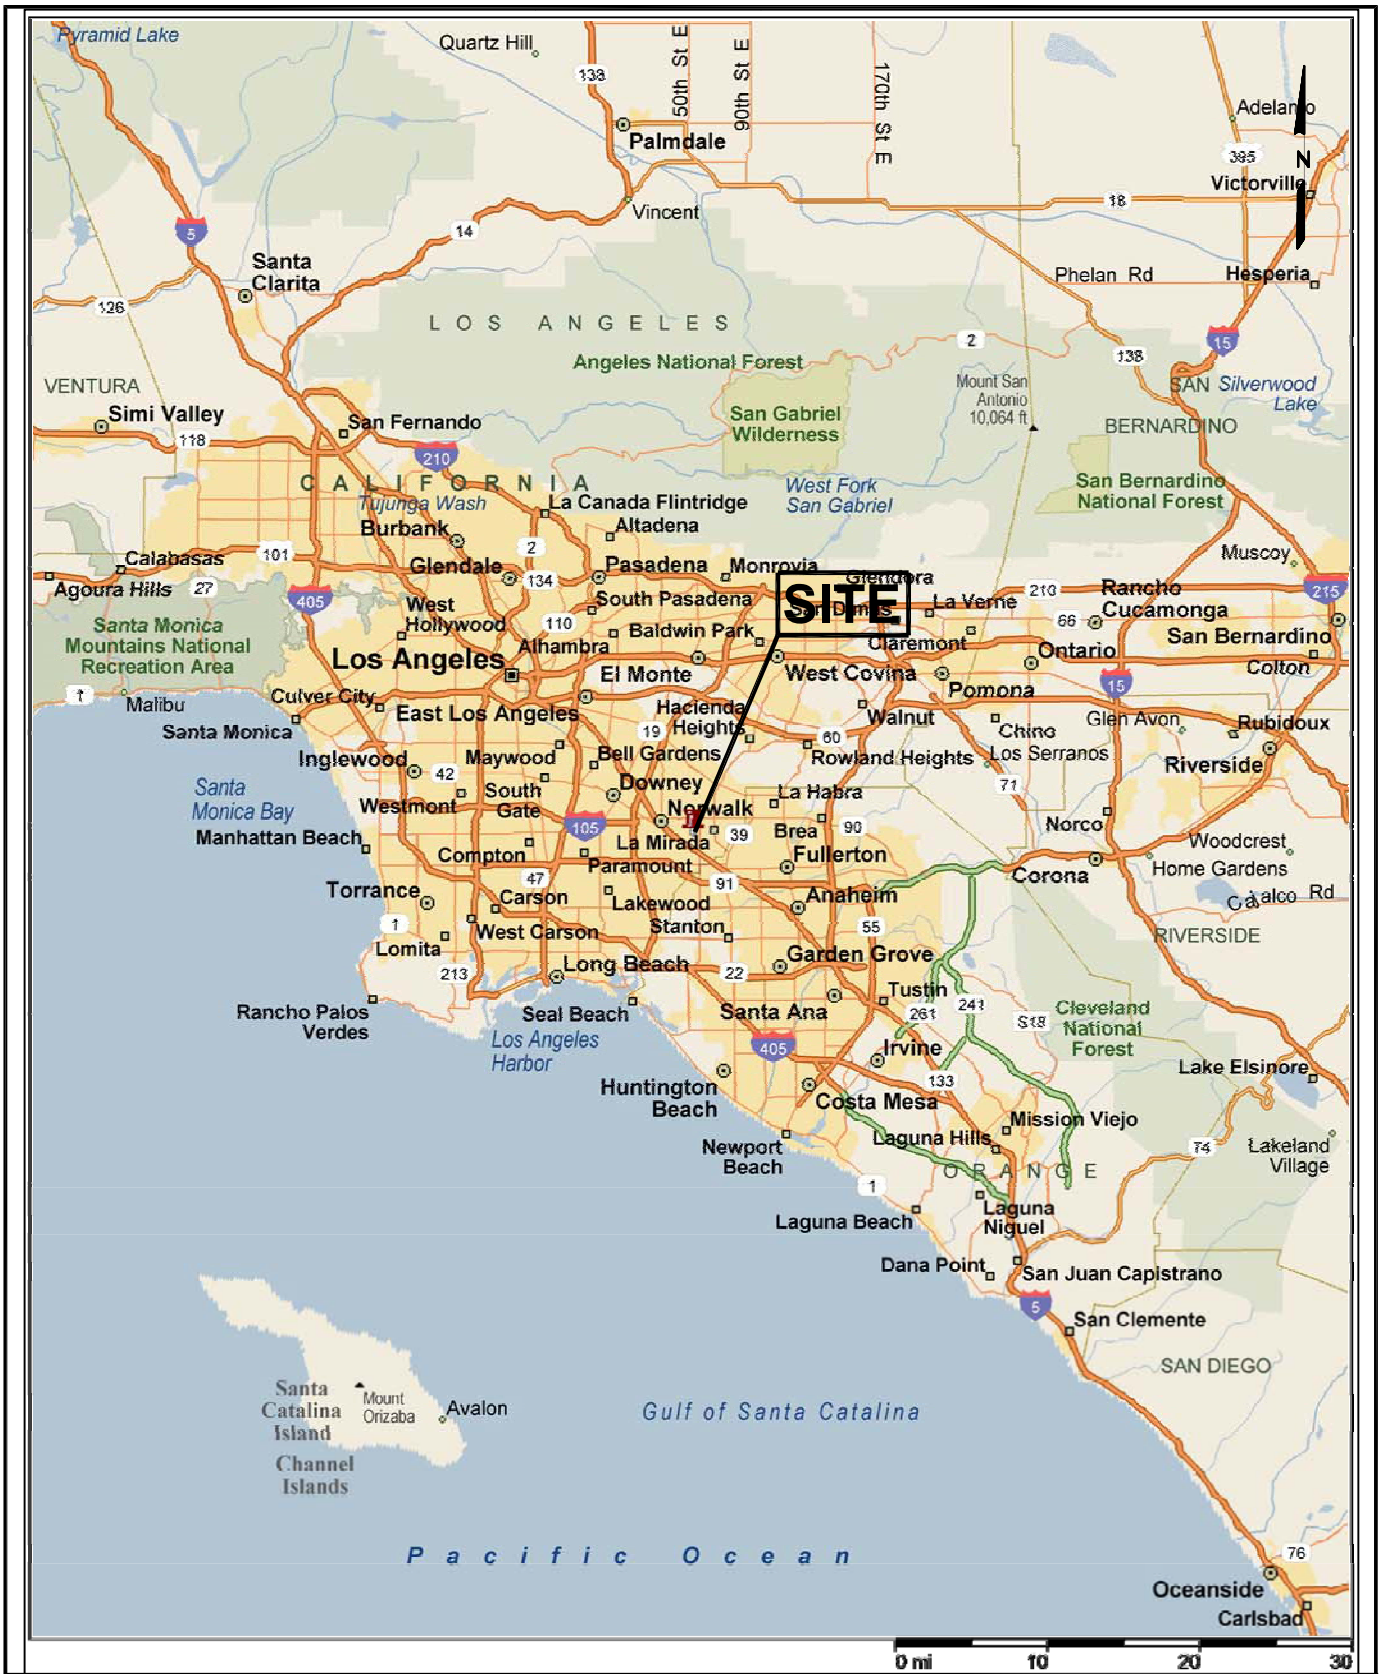 Pyramid Lake
Quartz Hill
138
50th St E
90th St E
170th St E
Adelanto
Palmdale
395
N
Victorville
18
Vincent
5
14
Santa
Clarita
Phelan Rd
Hesperia
126
LOS ANGELES
2
15
138
Angeles National Forest
VENTURA
Mount San
Antonio
10,064 ft
SAN
BERNARDINO
Silverwood
Lake
Simi Valley
San Fernando
San Gabriel
Wilderness
118
210
CALIFORNIA
Tujunga Wash
West Fork
San Gabriel
San Bernardino
National Forest
La Canada Flintridge
Altadena
Burbank
2
Muscoy
101
Calabasas
Glendale
134
Pasadena
Monrovia
Glendora
Agoura Hills
27
405
SITE
San Dimas
La Verne
210
Rancho
Cucamonga
215
West
Hollywood
South Pasadena
66
110
Baldwin Park
Santa Monica
Mountains National
Recreation Area
Alhambra
Claremont
Ontario
San Bernardino
Los Angeles
El Monte
West Covina
Colton
15
Pomona
1
Malibu
Culver City
East Los Angeles
Hacienda
Heights
Walnut
Chino
Glen Avon
Rubidoux
Santa Monica
19
60
Inglewood
42
Maywood
Bell Gardens
Rowland Heights
Los Serranos
Riverside
Santa
Monica Bay
South
Gate
Downey
La Habra
71
Westmont
Norwalk
105
39
Brea
90
Norco
Manhattan Beach
La Mirada
Woodcrest
Compton
Paramount
Fullerton
Home Gardens
Corona
47
91
Torrance
Carson
Lakewood
Anaheim
Cajalco Rd
1
West Carson
Stanton
55
RIVERSIDE
Lomita
213
Long Beach
22
Garden Grove
Rancho Palos
Verdes
Seal Beach
Santa Ana
Tustin
261
241
S18
Cleveland
National
Forest
Los Angeles
Harbor
405
Irvine
Lake Elsinore
Huntington
Beach
133
Costa Mesa
Mission Viejo
Newport
Beach
Laguna Hills
74
Lakeland
Village
ORANGE
1
Laguna Beach
Laguna
Niguel
Dana Point
San Juan Capistrano
5
San Clemente
SAN DIEGO
Santa
Catalina
Island
Mount
Orizaba
Avalon
Gulf of Santa Catalina
Channel
Islands
Pacific Ocean
76
Oceanside
Carlsbad
0 mi 10 20 30